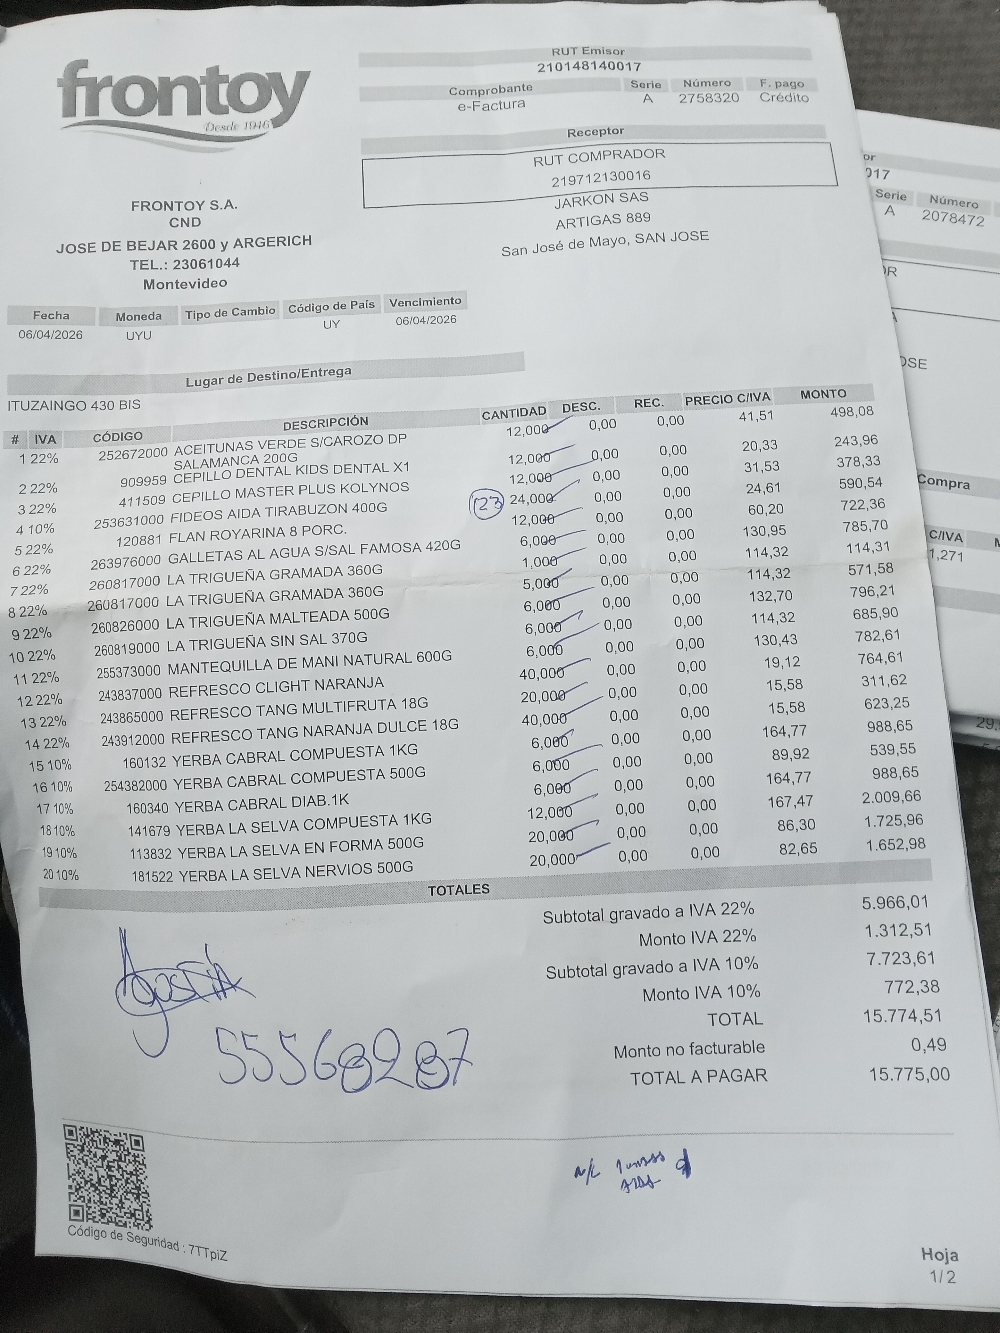 frontoy
Desde 1946
FRONTOY S.A.
CND
JOSE DE BEJAR 2600 y ARGERICH
TEL.: 23061044
Montevideo
RUT Emisor
210148140017
Comprobante Serie Número F. pago
e-Factura A 2758320 Crédito
Receptor
RUT COMPRADOR
219712130016
JARKON SAS
ARTIGAS 889
San José de Mayo, SAN JOSE
Fecha Moneda Tipo de Cambio Código de País Vencimiento
06/04/2026 UYU UY 06/04/2026
Lugar de Destino/Entrega
ITUZAINGO 430 BIS
# IVA CÓDIGO DESCRIPCIÓN CANTIDAD DESC. REC. PRECIO C/IVA MONTO
1 22% 252672000 ACEITUNAS VERDE S/CAROZO DP SALAMANCA 200G 12,000 0,00 0,00 41,51 498,08
2 22% 909959 CEPILLO DENTAL KIDS DENTAL X1 12,000 0,00 0,00 20,33 243,96
3 22% 411509 CEPILLO MASTER PLUS KOLYNOS 12,000 0,00 0,00 31,53 378,33
4 10% 253631000 FIDEOS AIDA TIRABUZON 400G 23 24,000 0,00 0,00 24,61 590,54
5 22% 120881 FLAN ROYARINA 8 PORC. 12,000 0,00 0,00 60,20 722,36
6 22% 263976000 GALLETAS AL AGUA S/SAL FAMOSA 420G 6,000 0,00 0,00 130,95 785,70
7 22% 260817000 LA TRIGUEÑA GRAMADA 360G 1,000 0,00 0,00 114,32 114,31
8 22% 260817000 LA TRIGUEÑA GRAMADA 360G 5,000 0,00 0,00 114,32 571,58
9 22% 260826000 LA TRIGUEÑA MALTEADA 500G 6,000 0,00 0,00 132,70 796,21
10 22% 260819000 LA TRIGUEÑA SIN SAL 370G 6,000 0,00 0,00 114,32 685,90
11 22% 255373000 MANTEQUILLA DE MANI NATURAL 600G 6,000 0,00 0,00 130,43 782,61
12 22% 243837000 REFRESCO CLIGHT NARANJA 40,000 0,00 0,00 19,12 764,61
13 22% 243865000 REFRESCO TANG MULTIFRUTA 18G 20,000 0,00 0,00 15,58 311,62
14 22% 243912000 REFRESCO TANG NARANJA DULCE 18G 40,000 0,00 0,00 15,58 623,25
15 10% 160132 YERBA CABRAL COMPUESTA 1KG 6,000 0,00 0,00 164,77 988,65
16 10% 254382000 YERBA CABRAL COMPUESTA 500G 6,000 0,00 0,00 89,92 539,55
17 10% 160340 YERBA CABRAL DIAB.1K 6,000 0,00 0,00 164,77 988,65
18 10% 141679 YERBA LA SELVA COMPUESTA 1KG 12,000 0,00 0,00 167,47 2.009,66
19 10% 113832 YERBA LA SELVA EN FORMA 500G 20,000 0,00 0,00 86,30 1.725,96
20 10% 181522 YERBA LA SELVA NERVIOS 500G 20,000 0,00 0,00 82,65 1.652,98
TOTALES
Subtotal gravado a IVA 22% 5.966,01
Monto IVA 22% 1.312,51
Subtotal gravado a IVA 10% 7.723,61
Monto IVA 10% 772,38
TOTAL 15.774,51
Monto no facturable 0,49
TOTAL A PAGAR 15.775,00
Agostín
55568287
N/C
Código de Seguridad : 7TTpiZ
Hoja
1/2
or
017
Serie Número
A 2078472
OR
OSE
Compra
C/IVA
1,271